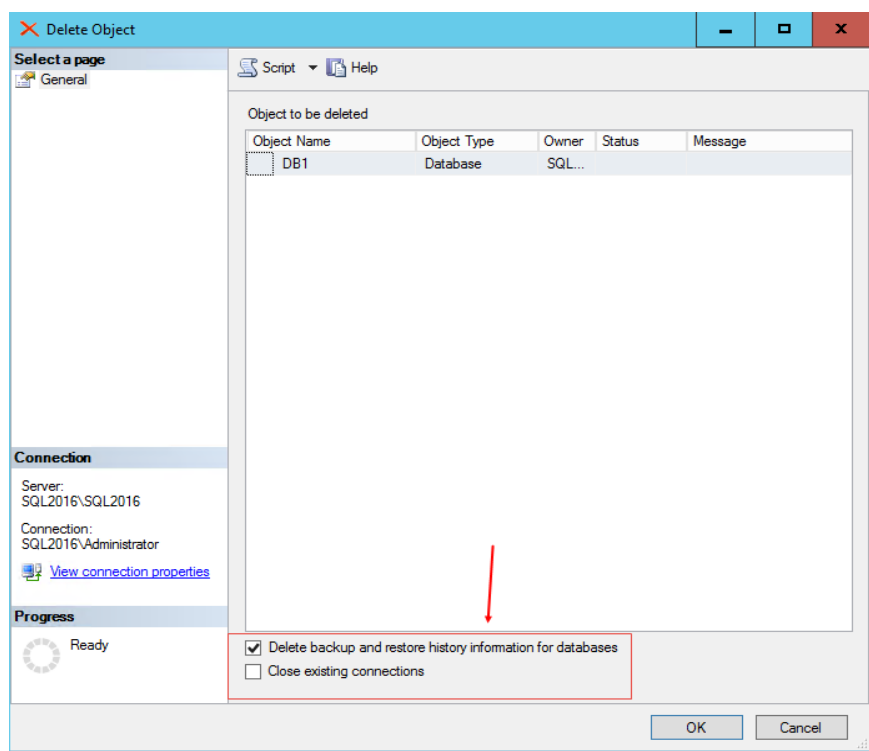 Delete Object
Select a page
General
Script
Help
Object to be deleted
Object Name Object Type Owner Status Message
DB1 Database SQL...
Connection
Server:
SQL2016\SQL2016
Connection:
SQL2016\Administrator
View connection properties
Progress
Ready
Delete backup and restore history information for databases
Close existing connections
OK Cancel